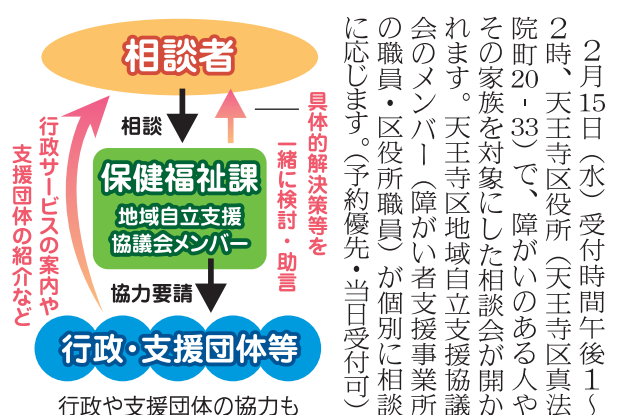 相談者
相談
具体的解決策等を
一緒に検討・助言
行政サービスの案内や
支援団体の紹介など
保健福祉課
地域自立支援
協議会メンバー
協力要請
行政・支援団体等
行政や支援団体の協力も
２月15日（水）受付時間午後１〜
２時、天王寺区役所（天王寺区真法
院町20-33）で、障がいのある人や
その家族を対象にした相談会が開か
れます。天王寺区地域自立支援協議
会のメンバー（障がい者支援事業所
の職員・区役所職員）が個別に相談
に応じます。（予約優先・当日受付可）